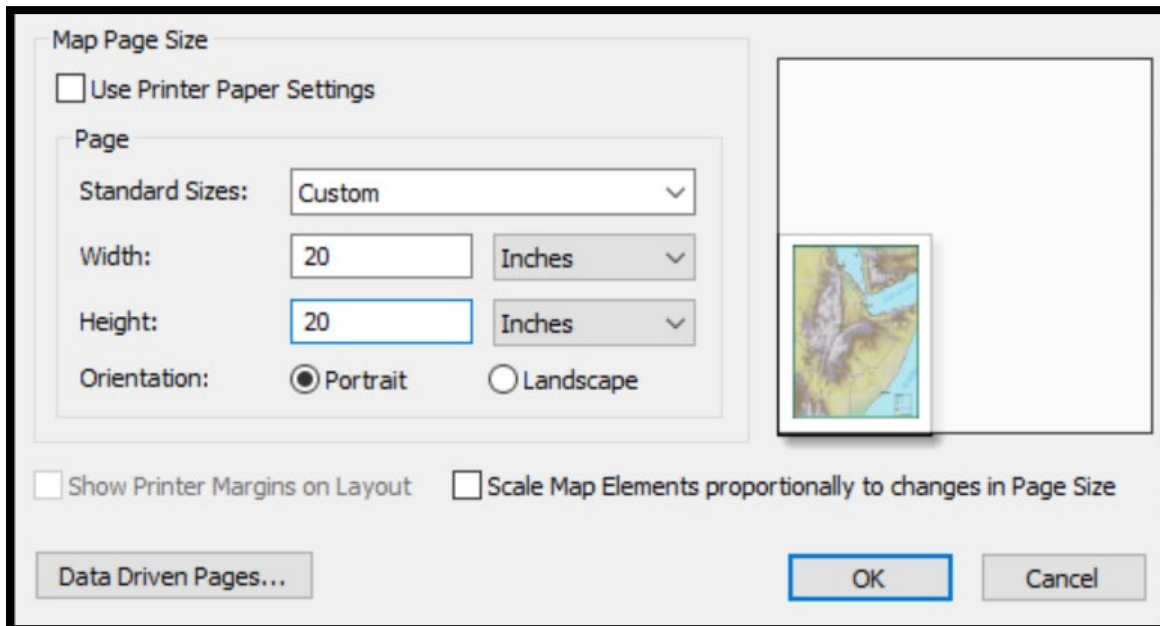 Map Page Size
Use Printer Paper Settings
Page
Standard Sizes: Custom
Width: 20 Inches
Height: 20 Inches
Orientation: Portrait Landscape
Show Printer Margins on Layout Scale Map Elements proportionally to changes in Page Size
Data Driven Pages... OK Cancel